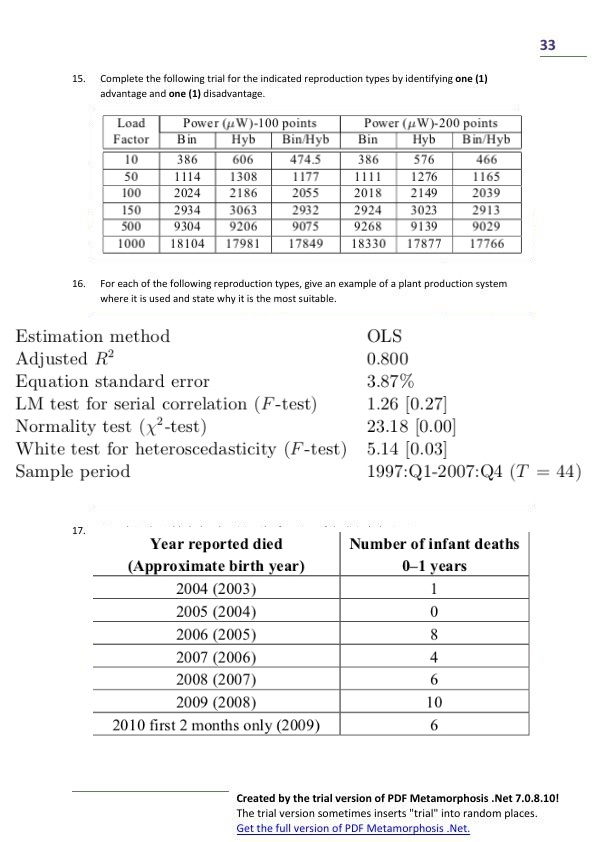 33
15. Complete the following trial for the indicated reproduction types by identifying one (1)
advantage and one (1) disadvantage.
Load Factor Power (μW)-100 points Power (μW)-200 points
Bin Hyb Bin/Hyb Bin Hyb Bin/Hyb
10 386 606 474.5 386 576 466
50 1114 1308 1177 1111 1276 1165
100 2024 2186 2055 2018 2149 2039
150 2934 3063 2932 2924 3023 2913
500 9304 9206 9075 9268 9139 9029
1000 18104 17981 17849 18330 17877 17766
16. For each of the following reproduction types, give an example of a plant production system
where it is used and state why it is the most suitable.
Estimation method OLS
Adjusted R² 0.800
Equation standard error 3.87%
LM test for serial correlation (F-test) 1.26 [0.27]
Normality test (χ²-test) 23.18 [0.00]
White test for heteroscedasticity (F-test) 5.14 [0.03]
Sample period 1997:Q1-2007:Q4 (T = 44)
17.
Year reported died Number of infant deaths
(Approximate birth year) 0–1 years
2004 (2003) 1
2005 (2004) 0
2006 (2005) 8
2007 (2006) 4
2008 (2007) 6
2009 (2008) 10
2010 first 2 months only (2009) 6
Created by the trial version of PDF Metamorphosis .Net 7.0.8.10!
The trial version sometimes inserts "trial" into random places.
Get the full version of PDF Metamorphosis .Net.